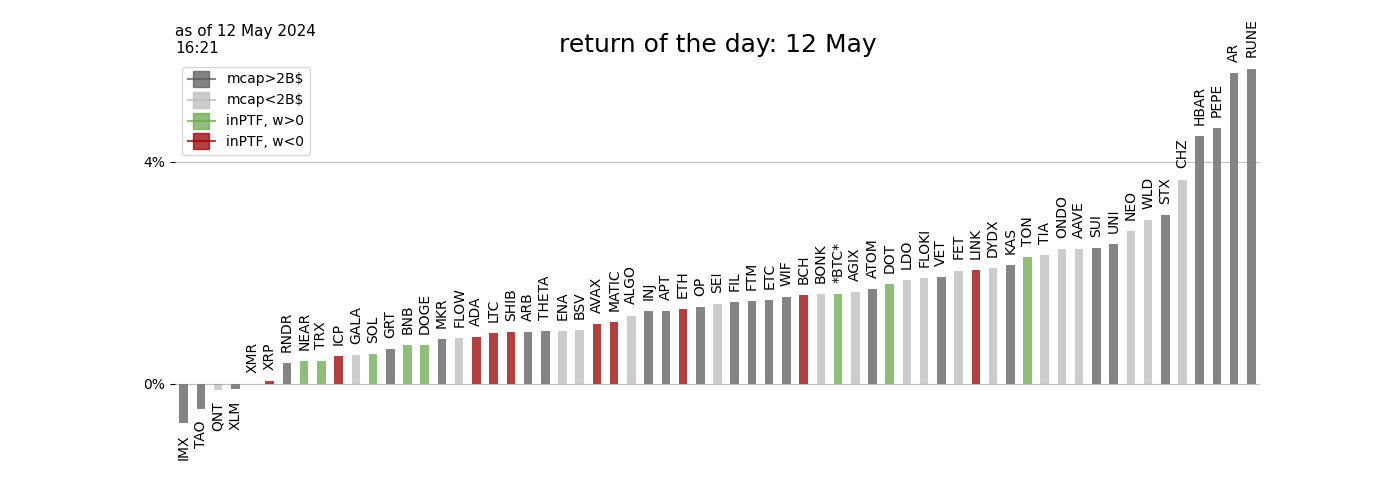 as of 12 May 2024
16:21
return of the day: 12 May
mcap>2B$
mcap<2B$
inPTF, w>0
inPTF, w<0
4%
0%
IMX
TAO
QNT
XLM
XMR
XRP
RNDR
NEAR
TRX
ICP
GALA
SOL
GRT
BNB
DOGE
MKR
FLOW
ADA
LTC
SHIB
ARB
THETA
ENA
BSV
AVAX
MATIC
ALGO
INJ
APT
ETH
OP
SEI
FIL
FTM
ETC
WIF
BCH
BONK
*BTC*
AGIX
ATOM
DOT
LDO
FLOKI
VET
FET
LINK
DYDX
KAS
TON
TIA
ONDO
AAVE
SUI
UNI
NEO
WLD
STX
CHZ
HBAR
PEPE
AR
RUNE